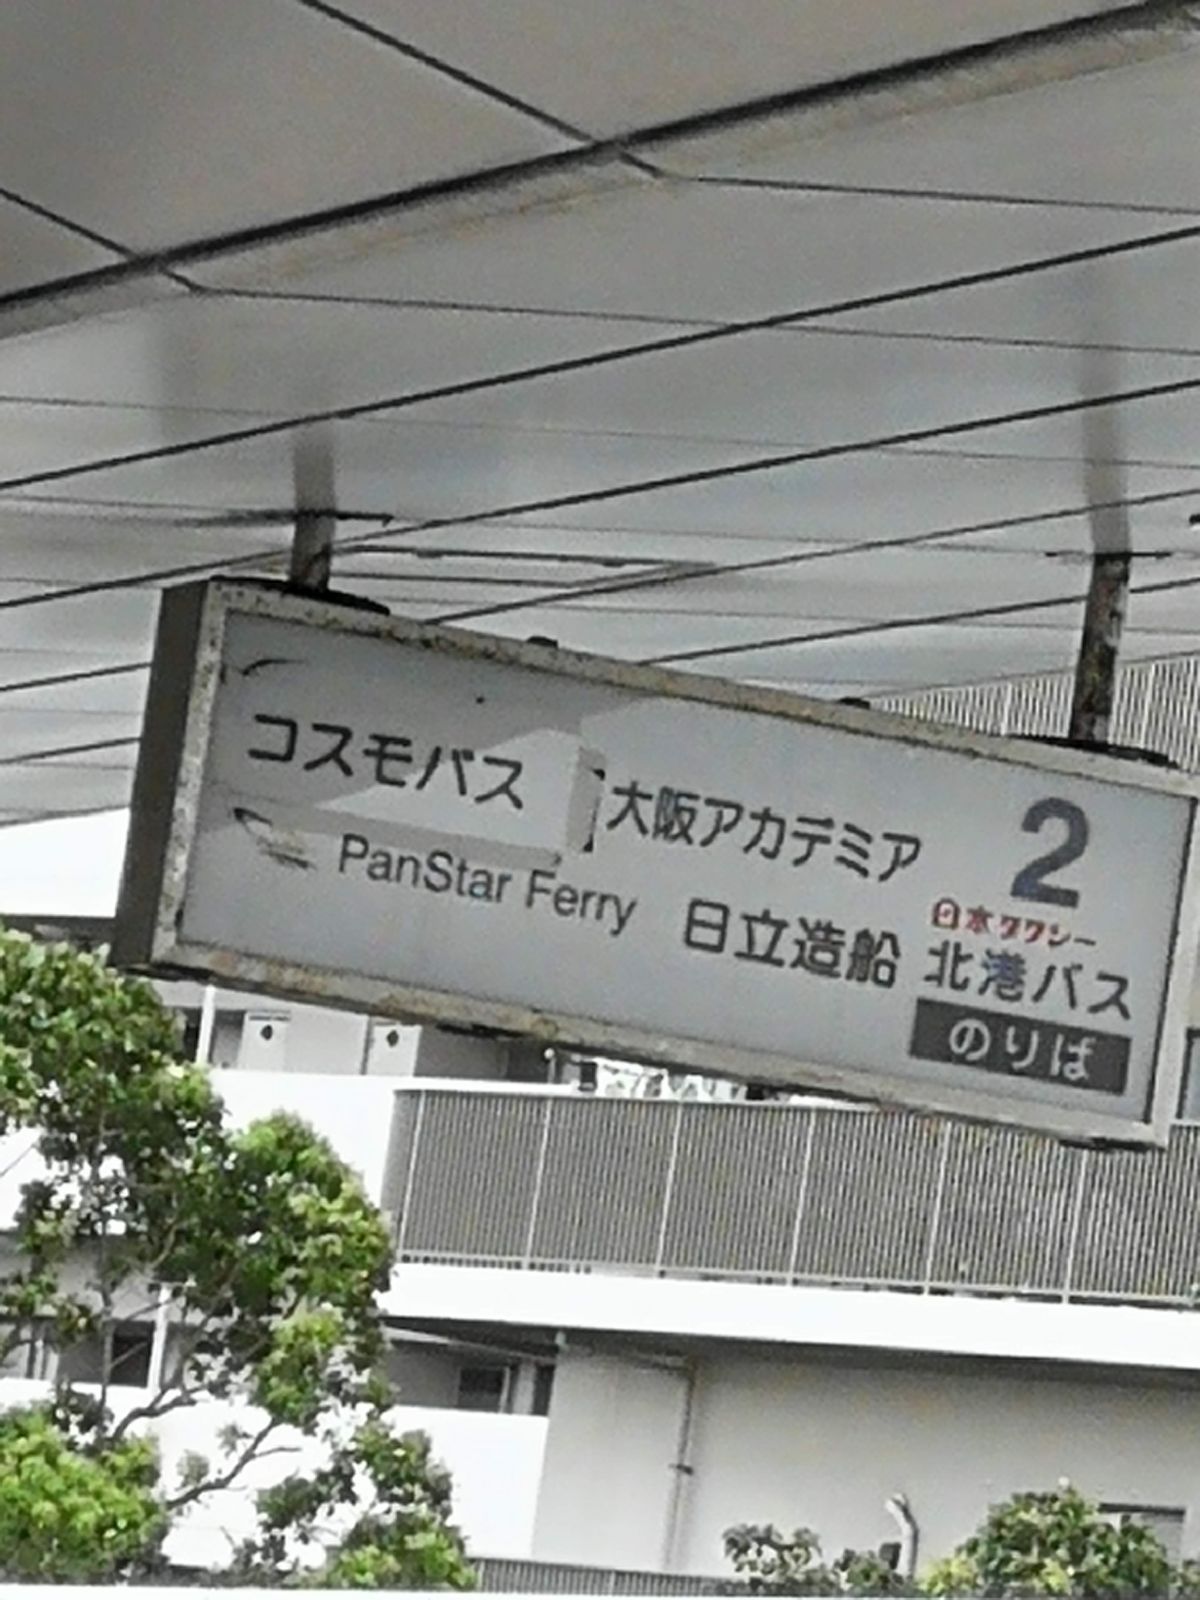 コスモバス
大阪アカデミア
2
PanStar Ferry
日立造船
日本タクシー
北港バス
のりば